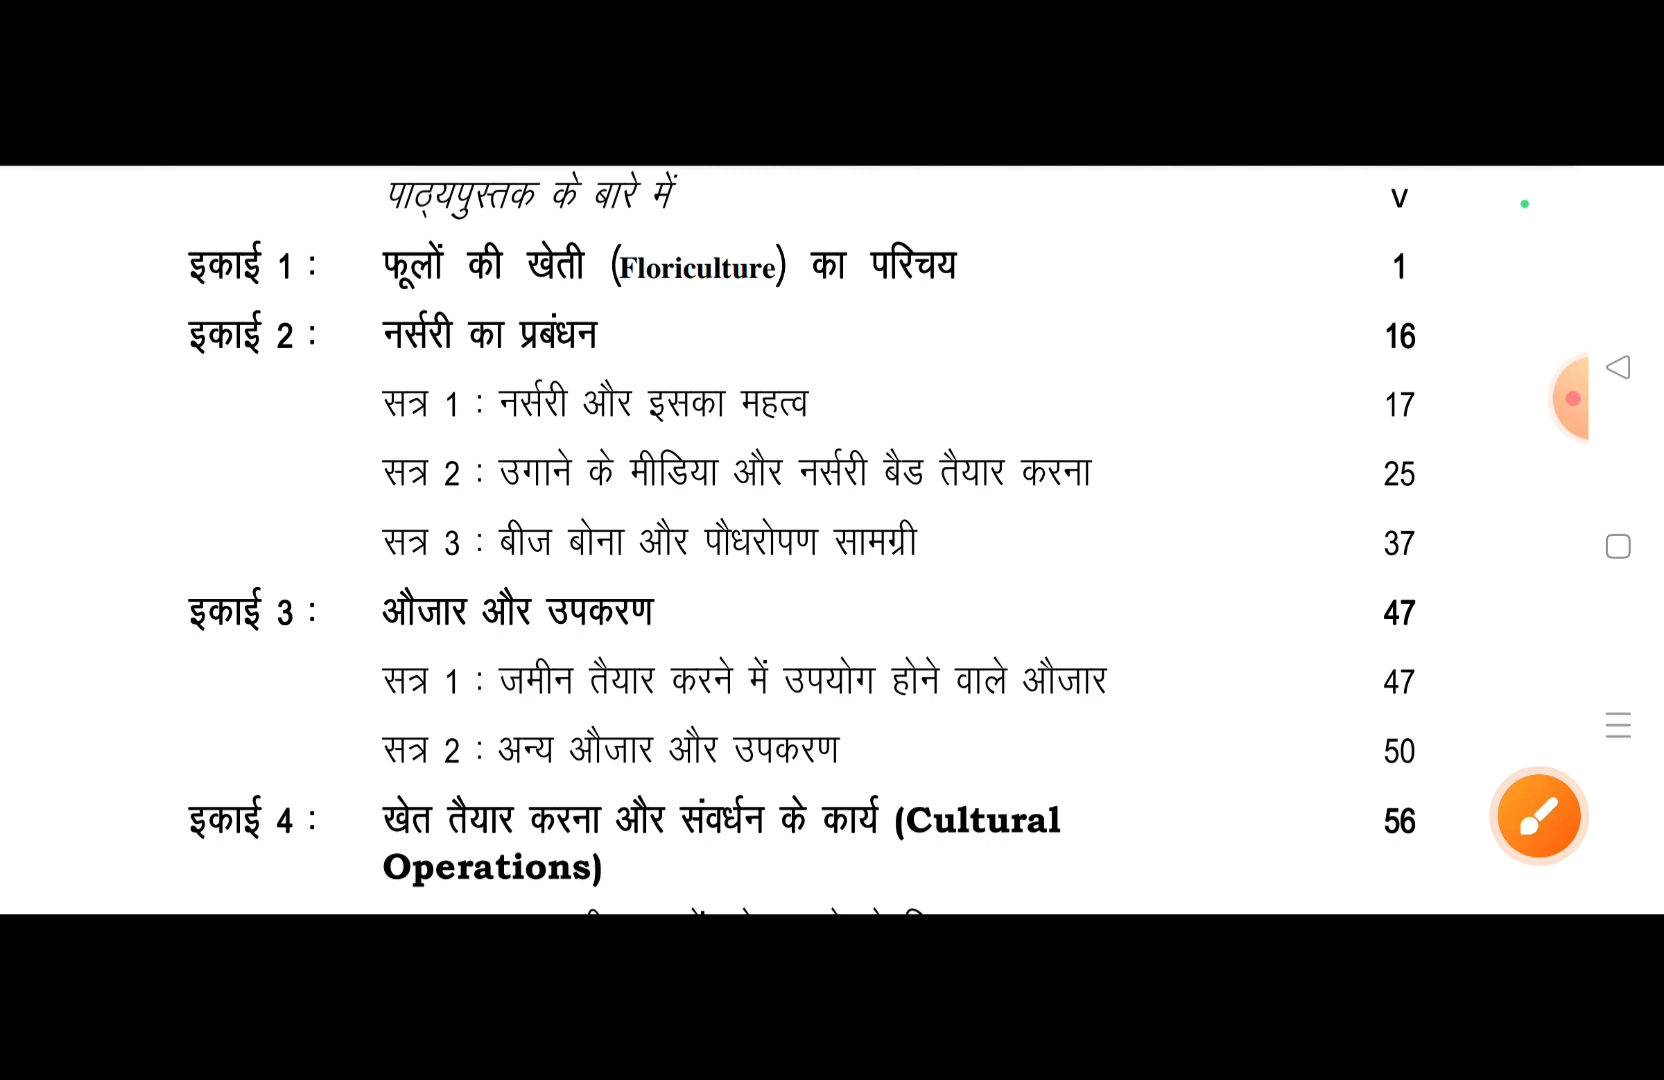 पाठ्यपुस्तक के बारे में v
इकाई 1 : फूलों की खेती (Floriculture) का परिचय 1
इकाई 2 : नर्सरी का प्रबंधन 16
सत्र 1 : नर्सरी और इसका महत्व 17
सत्र 2 : उगाने के मीडिया और नर्सरी बैड तैयार करना 25
सत्र 3 : बीज बोना और पौधरोपण सामग्री 37
इकाई 3 : औजार और उपकरण 47
सत्र 1 : जमीन तैयार करने में उपयोग होने वाले औजार 47
सत्र 2 : अन्य औजार और उपकरण 50
इकाई 4 : खेत तैयार करना और संवर्धन के कार्य (Cultural 56
Operations)